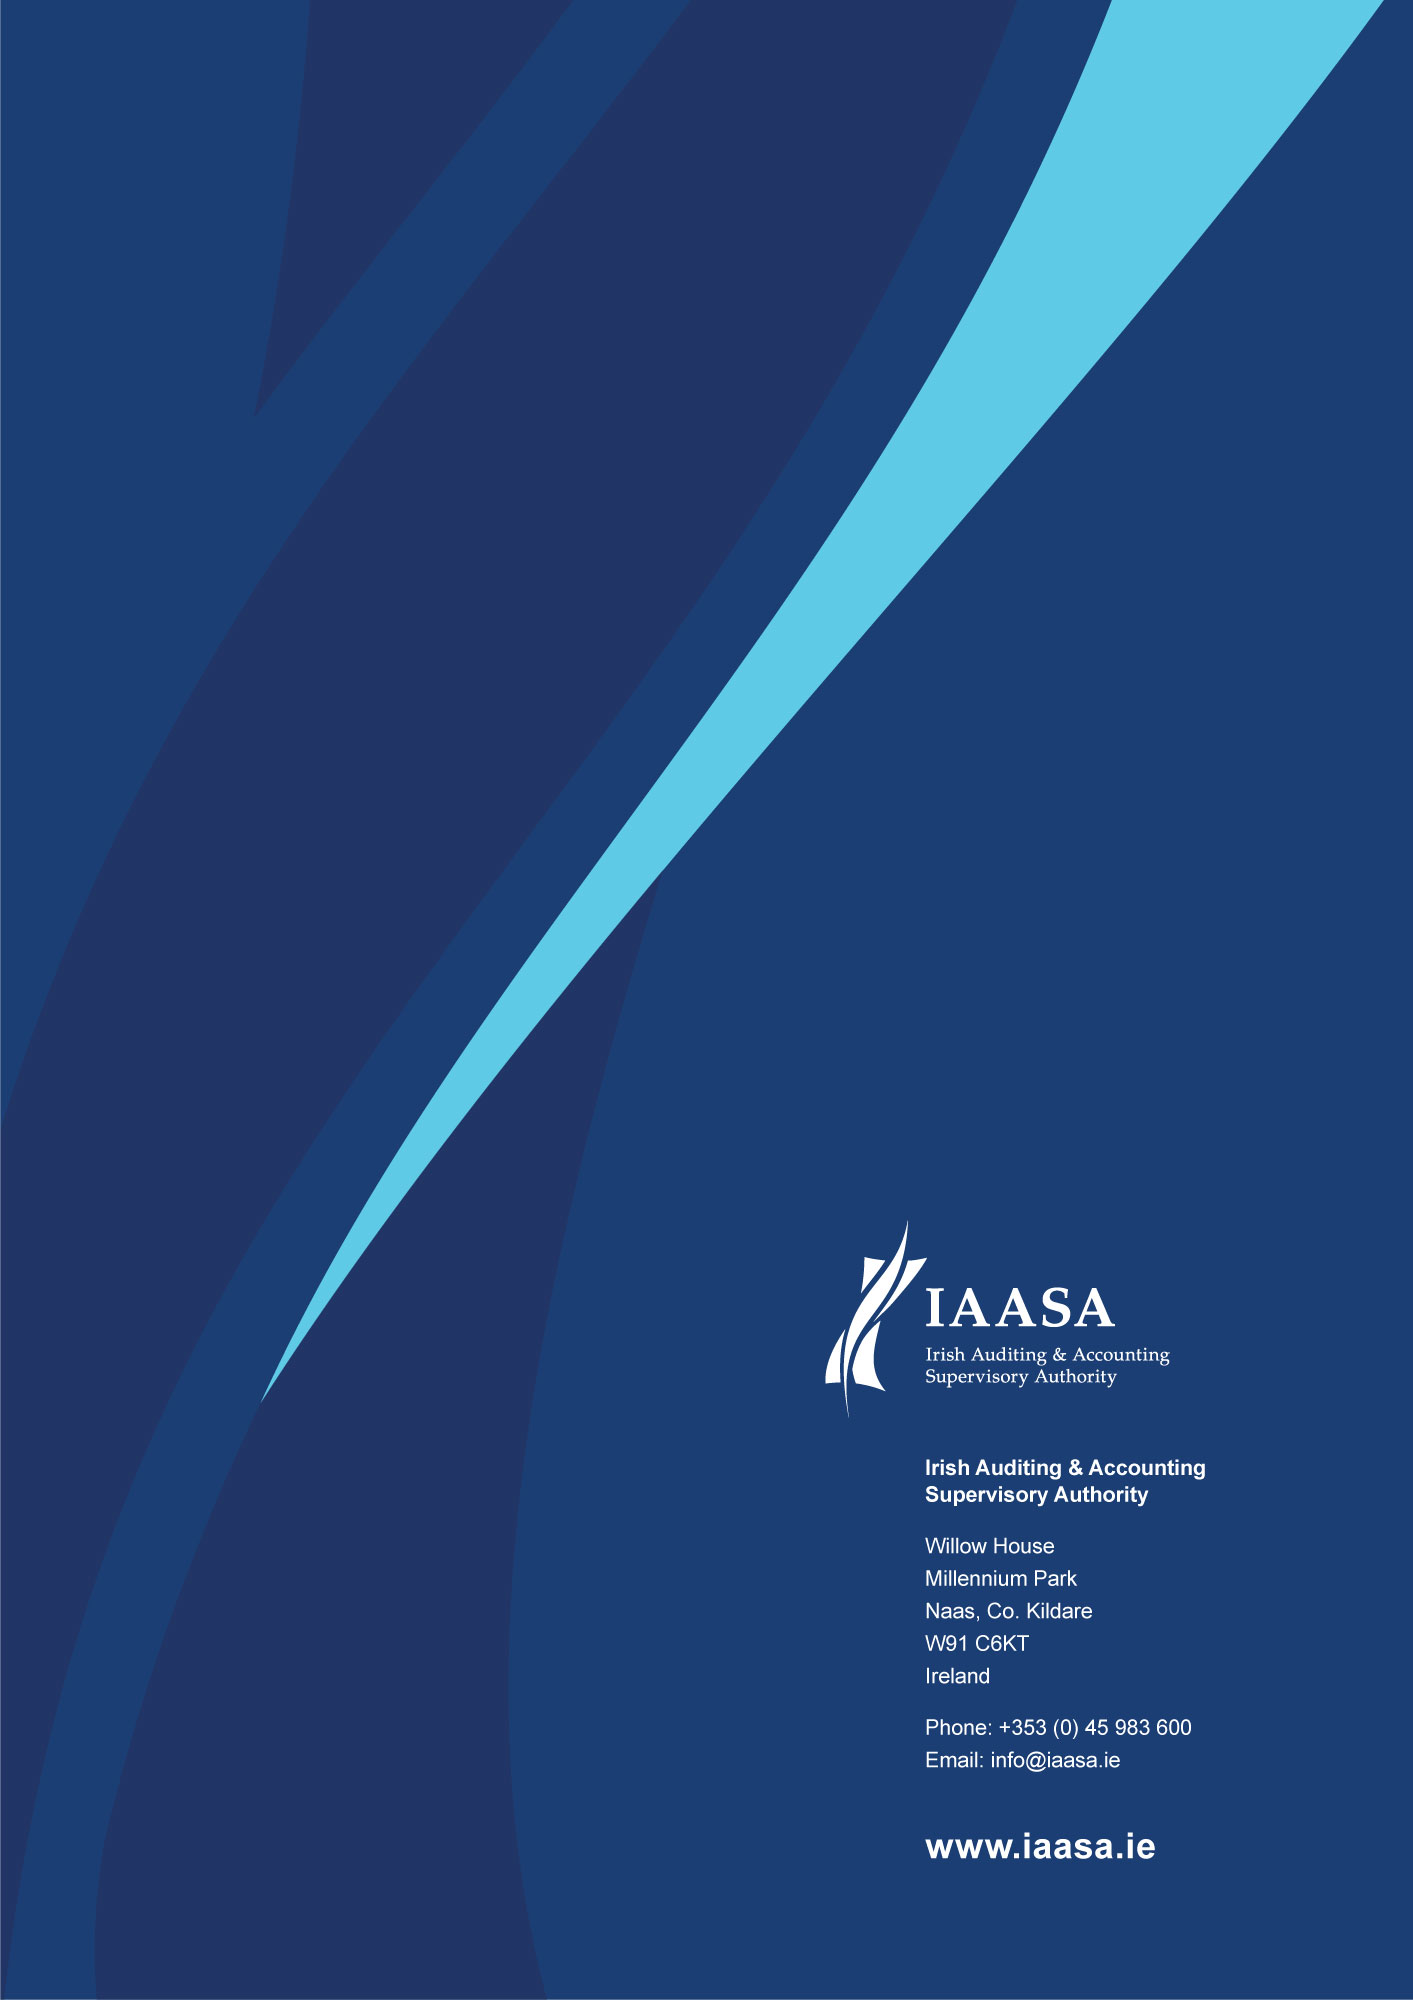 IAASA
Irish Auditing & Accounting
Supervisory Authority
Irish Auditing & Accounting
Supervisory Authority
Willow House
Millennium Park
Naas, Co. Kildare
W91 C6KT
Ireland
Phone: +353 (0) 45 983 600
Email: info@iaasa.ie
www.iaasa.ie